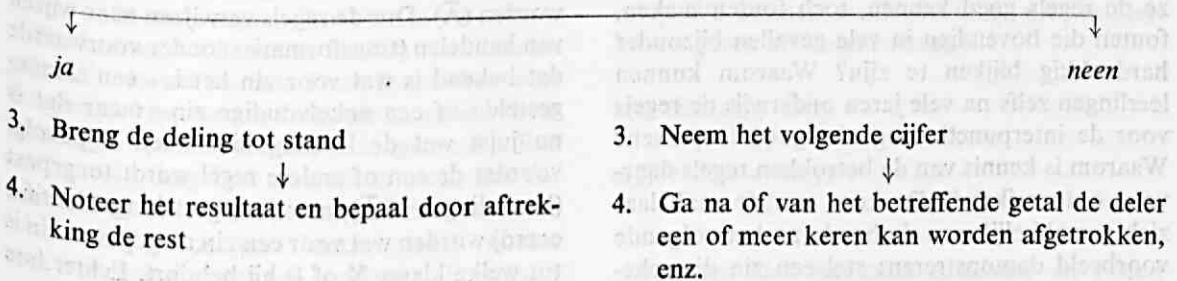 ja
3. Breng de deling tot stand
4. Noteer het resultaat en bepaal door aftrek-
king de rest
neen
3. Neem het volgende cijfer
4. Ga na of van het betreffende getal de deler
een of meer keren kan worden afgetrokken,
enz.